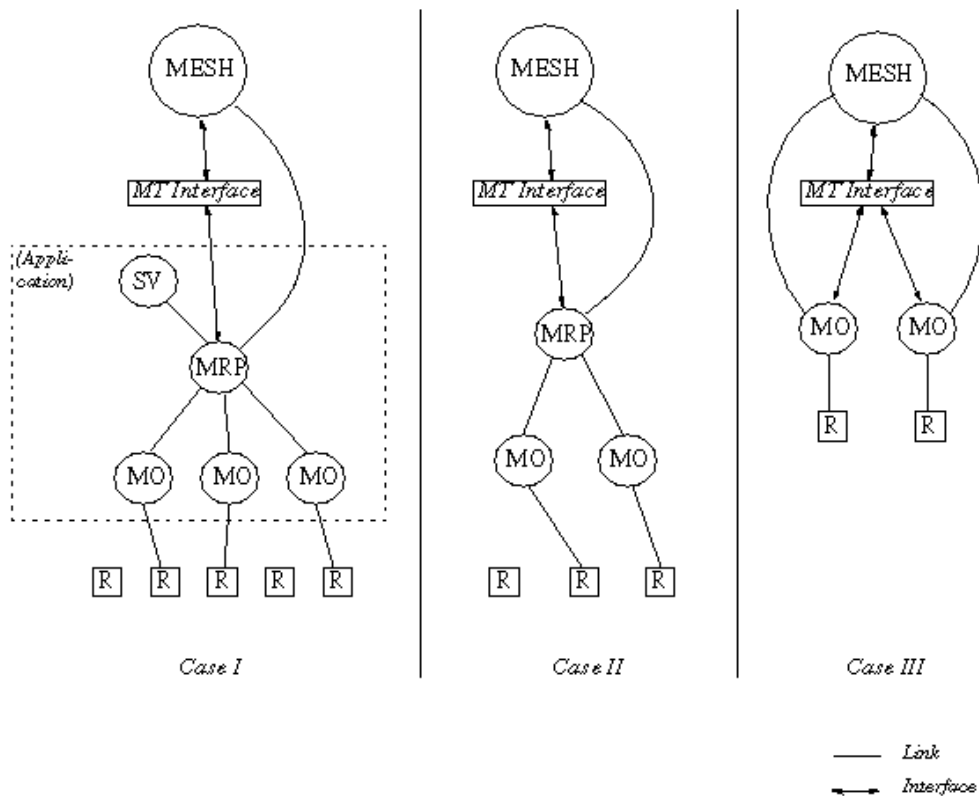 MESH
MT Interface
(Appli-
cation)
SV
MRP
MO MO MO
R R R R R
Case I
MESH
MT Interface
MRP
MO MO
R R R
Case II
MESH
MT Interface
MO MO
R R
Case III
Link
Interface